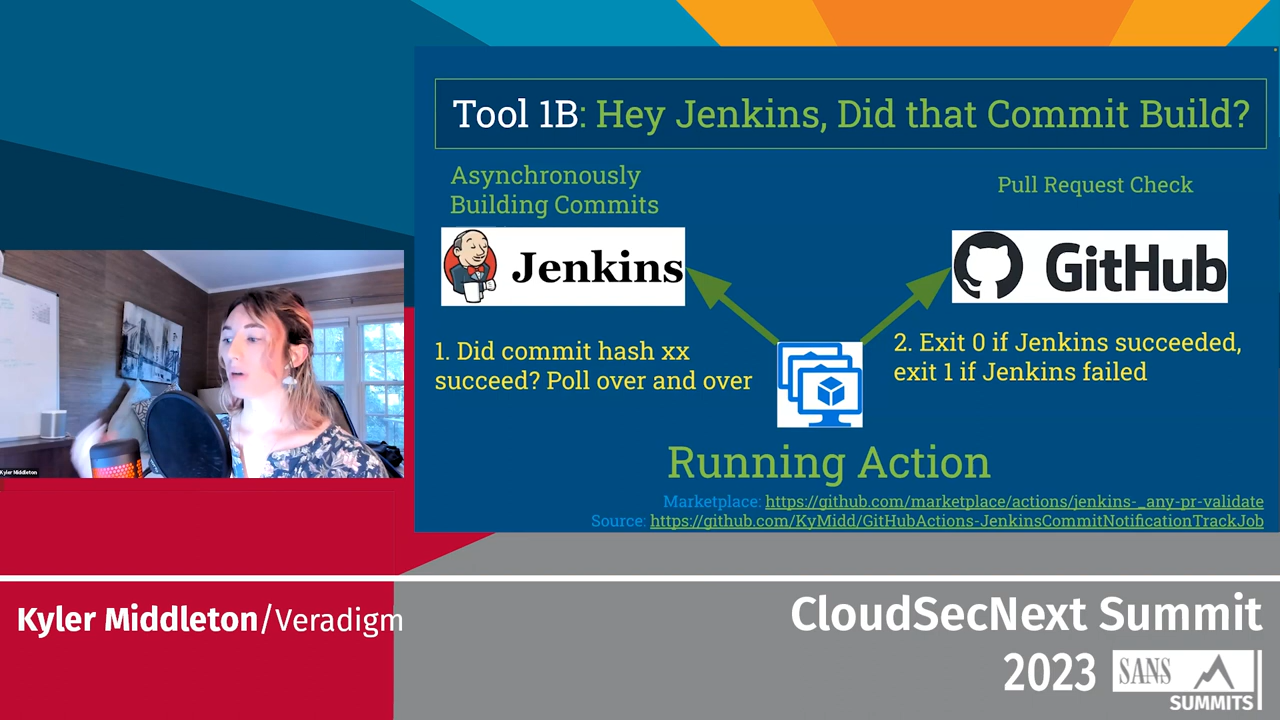 Tool 1B: Hey Jenkins, Did that Commit Build?
Asynchronously
Building Commits
Pull Request Check
Jenkins
GitHub
1. Did commit hash xx
succeed? Poll over and over
2. Exit 0 if Jenkins succeeded,
exit 1 if Jenkins failed
Running Action
Marketplace: https://github.com/marketplace/actions/jenkins-_any-pr-validate
Source: https://github.com/KyMidd/GitHubActions-JenkinsCommitNotificationTrackJob
Kyler Middleton
Kyler Middleton/Veradigm
CloudSecNext Summit
2023
SANS
SUMMITS